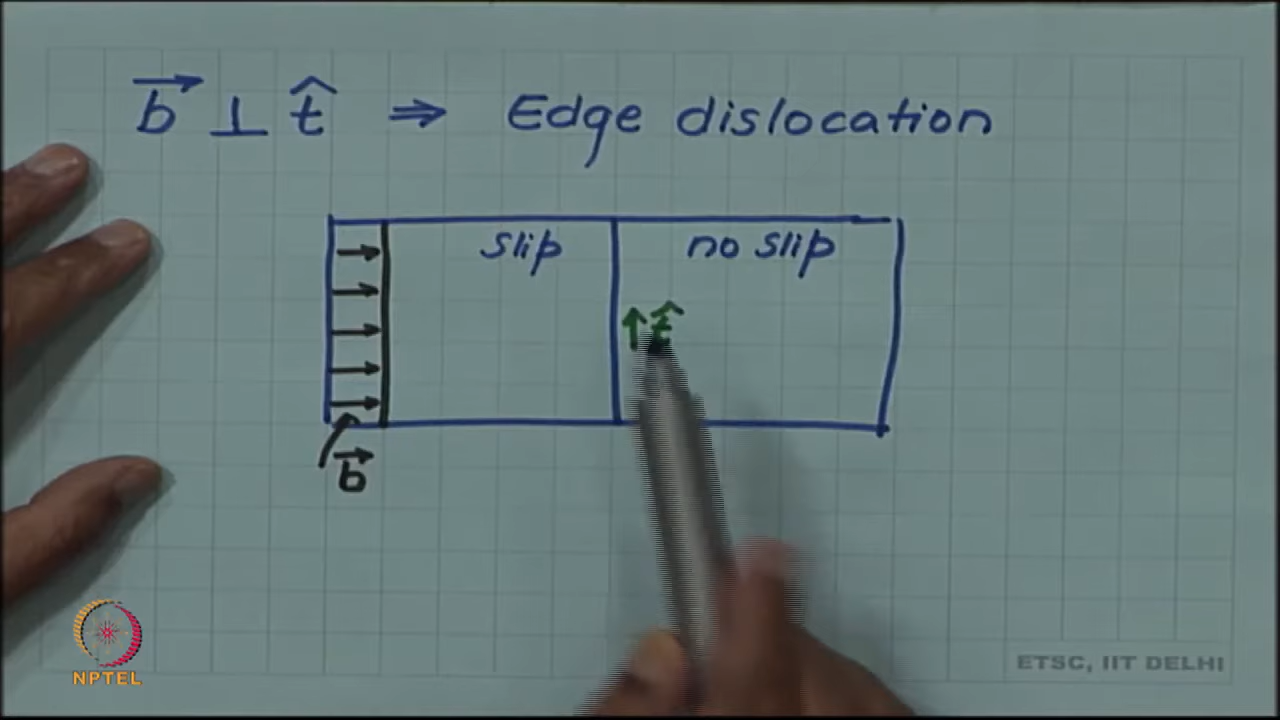 b⃗ ⊥ t̂ ⇒ Edge dislocation
slip no slip
t̂
b⃗
NPTEL
ETSC, IIT DELHI